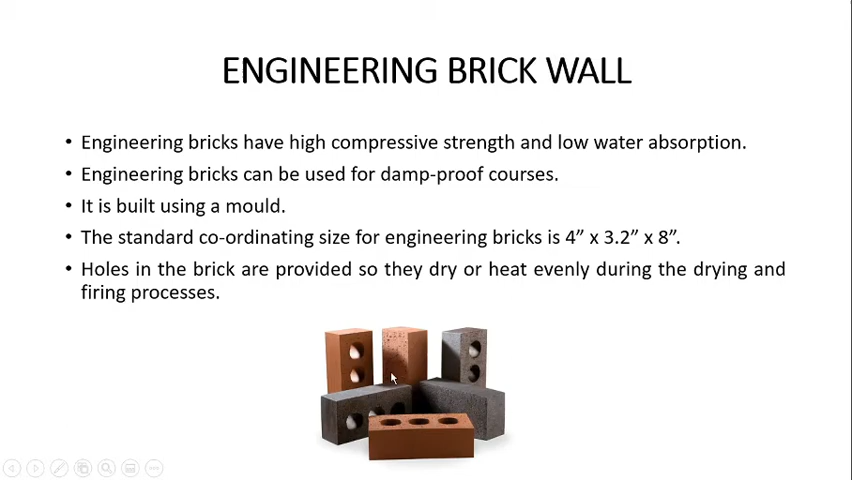 ENGINEERING BRICK WALL
• Engineering bricks have high compressive strength and low water absorption.
• Engineering bricks can be used for damp-proof courses.
• It is built using a mould.
• The standard co-ordinating size for engineering bricks is 4” x 3.2” x 8”.
• Holes in the brick are provided so they dry or heat evenly during the drying and
firing processes.